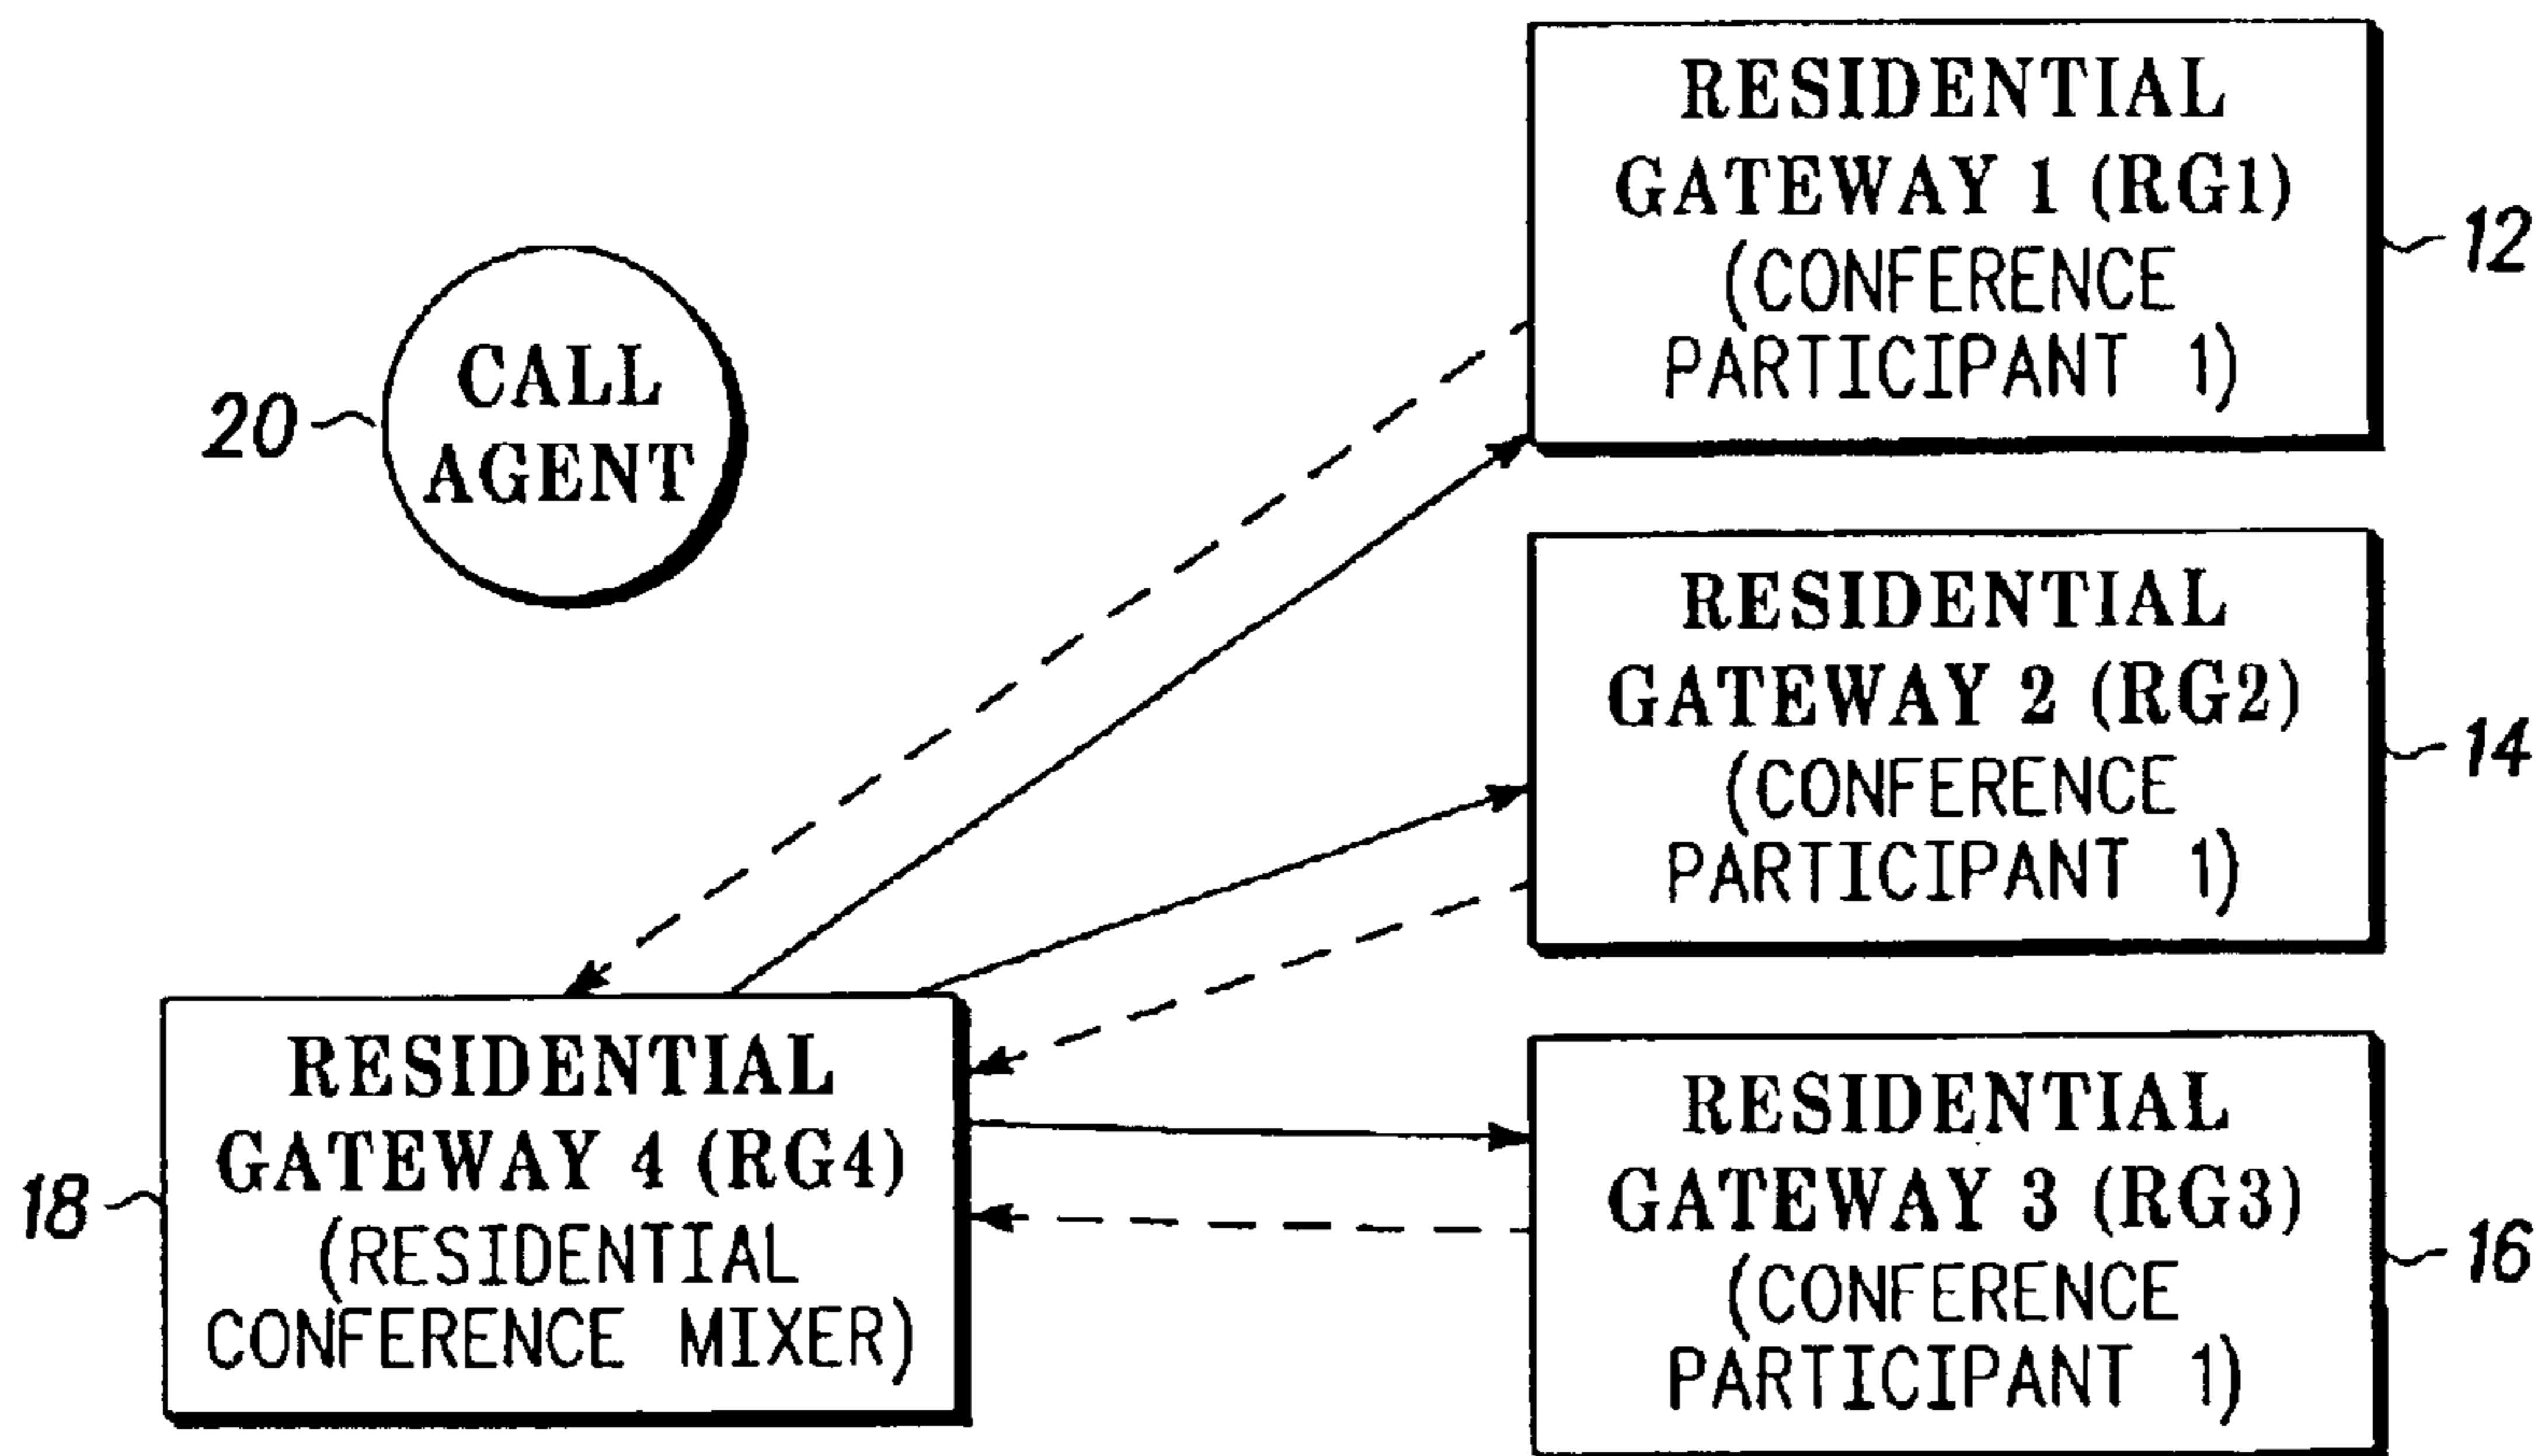 RESIDENTIAL
GATEWAY 1 (RG1)
(CONFERENCE
PARTICIPANT 1)
12
CALL
AGENT
20
RESIDENTIAL
GATEWAY 2 (RG2)
(CONFERENCE
PARTICIPANT 1)
14
RESIDENTIAL
GATEWAY 4 (RG4)
(RESIDENTIAL
CONFERENCE MIXER)
18
RESIDENTIAL
GATEWAY 3 (RG3)
(CONFERENCE
PARTICIPANT 1)
16